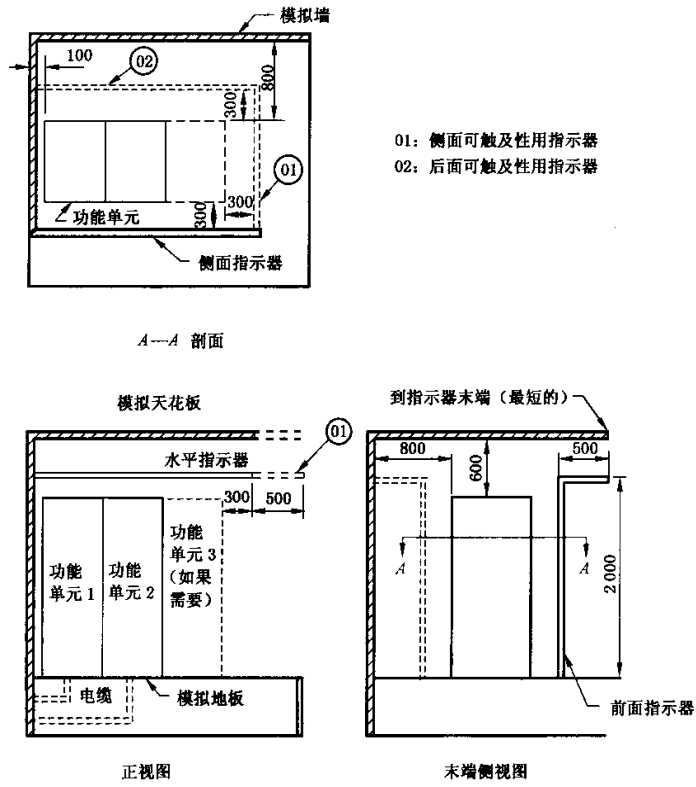 模拟墙
100
02
800
300
01
01：侧面可触及性用指示器
02：后面可触及性用指示器
300
300
功能单元
侧面指示器
A—A 剖面
模拟天花板
01
水平指示器
300
500
功能
单元 1
功能
单元 2
功能
单元 3
（如果
需要）
电缆
模拟地板
正视图
到指示器末端（最短的）
800
600
500
A
A
2 000
前面指示器
末端侧视图